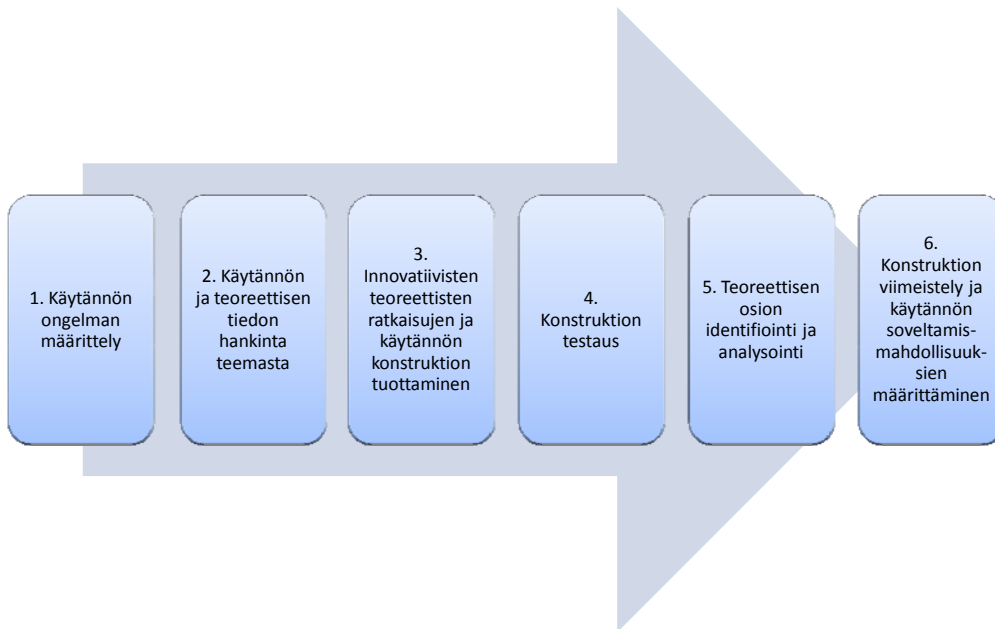 1. Käytännön
ongelman
määrittely
2. Käytännön
ja teoreettisen
tiedon
hankinta
teemasta
3.
Innovatiivisten
teoreettisten
ratkaisujen ja
käytännön
konstruktion
tuottaminen
4.
Konstruktion
testaus
5. Teoreettisen
osion
identifiointi ja
analysointi
6.
Konstruktion
viimeistely ja
käytännön
soveltamis-
mahdollisuuk-
sien
määrittäminen